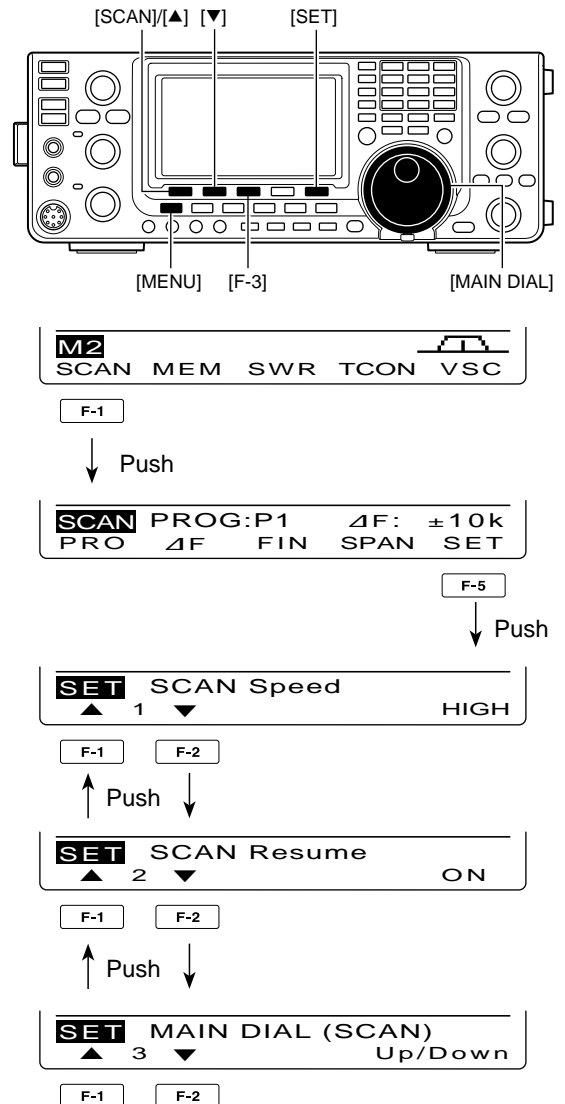 [SCAN]/[▲] [▼] [SET]
[MENU] [F-3] [MAIN DIAL]
M2
SCAN MEM SWR TCON VSC
F-1
Push
SCAN PROG:P1 ⊿F: ±10k
PRO ⊿F FIN SPAN SET
F-5
Push
SET SCAN Speed
▲ 1 ▼ HIGH
F-1 F-2
Push
SET SCAN Resume
▲ 2 ▼ ON
F-1 F-2
Push
SET MAIN DIAL (SCAN)
▲ 3 ▼ Up/Down
F-1 F-2